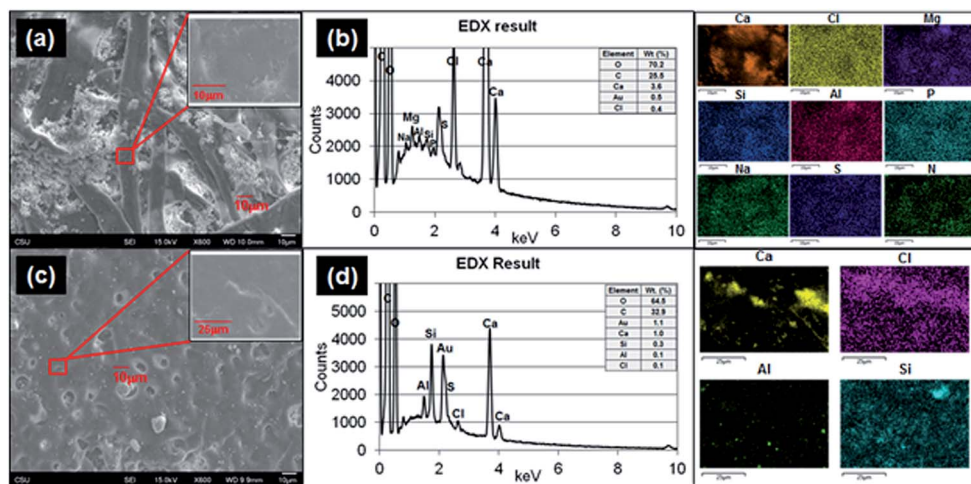 (a)
10µm
10µm
CSU SEI 15.0kV X600 WD 10.0mm 10µm
(b)
EDX result
Counts
4000
3000
2000
1000
0
0 2 4 6 8 10
keV
C
O
Na
Mg
Al
Si
S
Cl
Ca
Ca
Element Wt. (%)
O 70.2
C 25.5
Ca 3.6
Au 0.5
Cl 0.4
Ca Cl Mg
Si Al P
Na S N
(c)
25µm
10µm
CSU SEI 15.0kV X600 WD 9.9mm 10µm
(d)
EDX Result
Counts
5000
4000
3000
2000
1000
0
0 2 4 6 8 10
keV
C
O
Al
Si
Au
S
Cl
Ca
Ca
Element Wt. (%)
O 64.5
C 32.9
Au 1.1
Ca 1.0
Si 0.3
Al 0.1
Cl 0.1
Ca Cl
25µm 25µm
Al Si
25µm 25µm